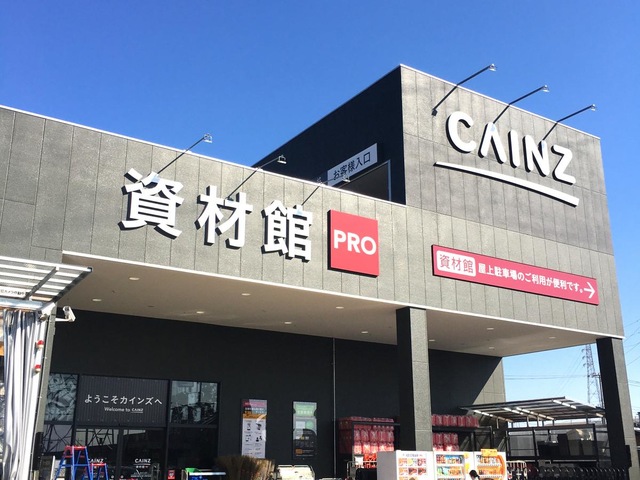 CAINZ
お客様入口
資材館
PRO
資材館 屋上駐車場のご利用が便利です。→
ようこそカインズへ
Welcome to CAINZ
CAINZ
CAINZ